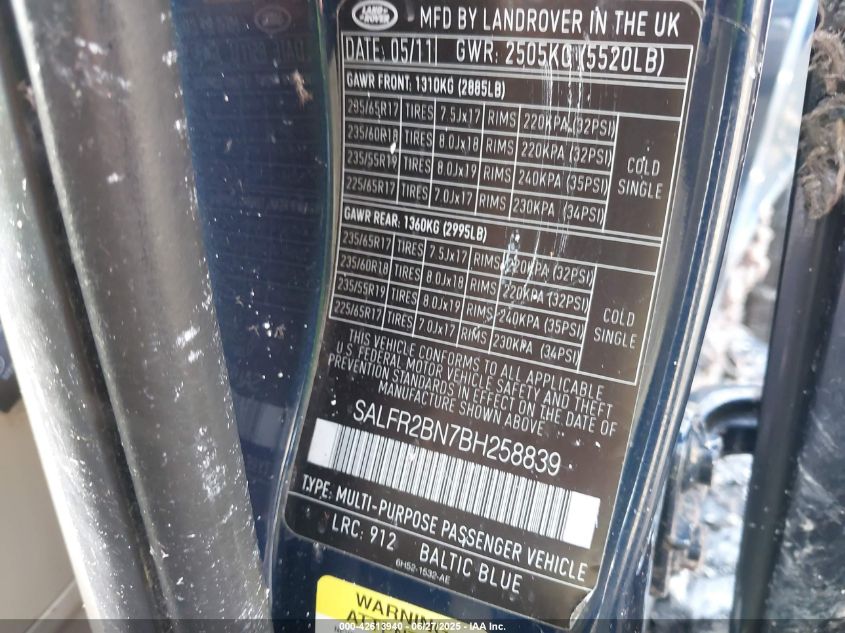 LAND ROVER
MFD BY LANDROVER IN THE UK
DATE: 05/11 GWR: 2505KG (5520LB)
GAWR FRONT: 1310KG (2885LB)
235/65R17 TIRES 7.5Jx17 RIMS 220KPA (32PSI)
235/60R18 TIRES 8.0Jx18 RIMS 220KPA (32PSI)
235/55R19 TIRES 8.0Jx19 RIMS 240KPA (35PSI)
225/65R17 TIRES 7.0Jx17 RIMS 230KPA (34PSI)
COLD
SINGLE
GAWR REAR: 1360KG (2995LB)
235/65R17 TIRES 7.5Jx17 RIMS 220KPA (32PSI)
235/60R18 TIRES 8.0Jx18 RIMS 220KPA (32PSI)
235/55R19 TIRES 8.0Jx19 RIMS 240KPA (35PSI)
225/65R17 TIRES 7.0Jx17 RIMS 230KPA (34PSI)
COLD
SINGLE
THIS VEHICLE CONFORMS TO ALL APPLICABLE
U.S. FEDERAL MOTOR VEHICLE SAFETY AND THEFT
PREVENTION STANDARDS IN EFFECT ON THE DATE OF
MANUFACTURE SHOWN ABOVE
SALFR2BN7BH258839
TYPE: MULTI-PURPOSE PASSENGER VEHICLE
LRC: 912 BALTIC BLUE
6H52-1532-AE
WARNING
000-42613940 - 06/27/2025 - IAA, Inc.